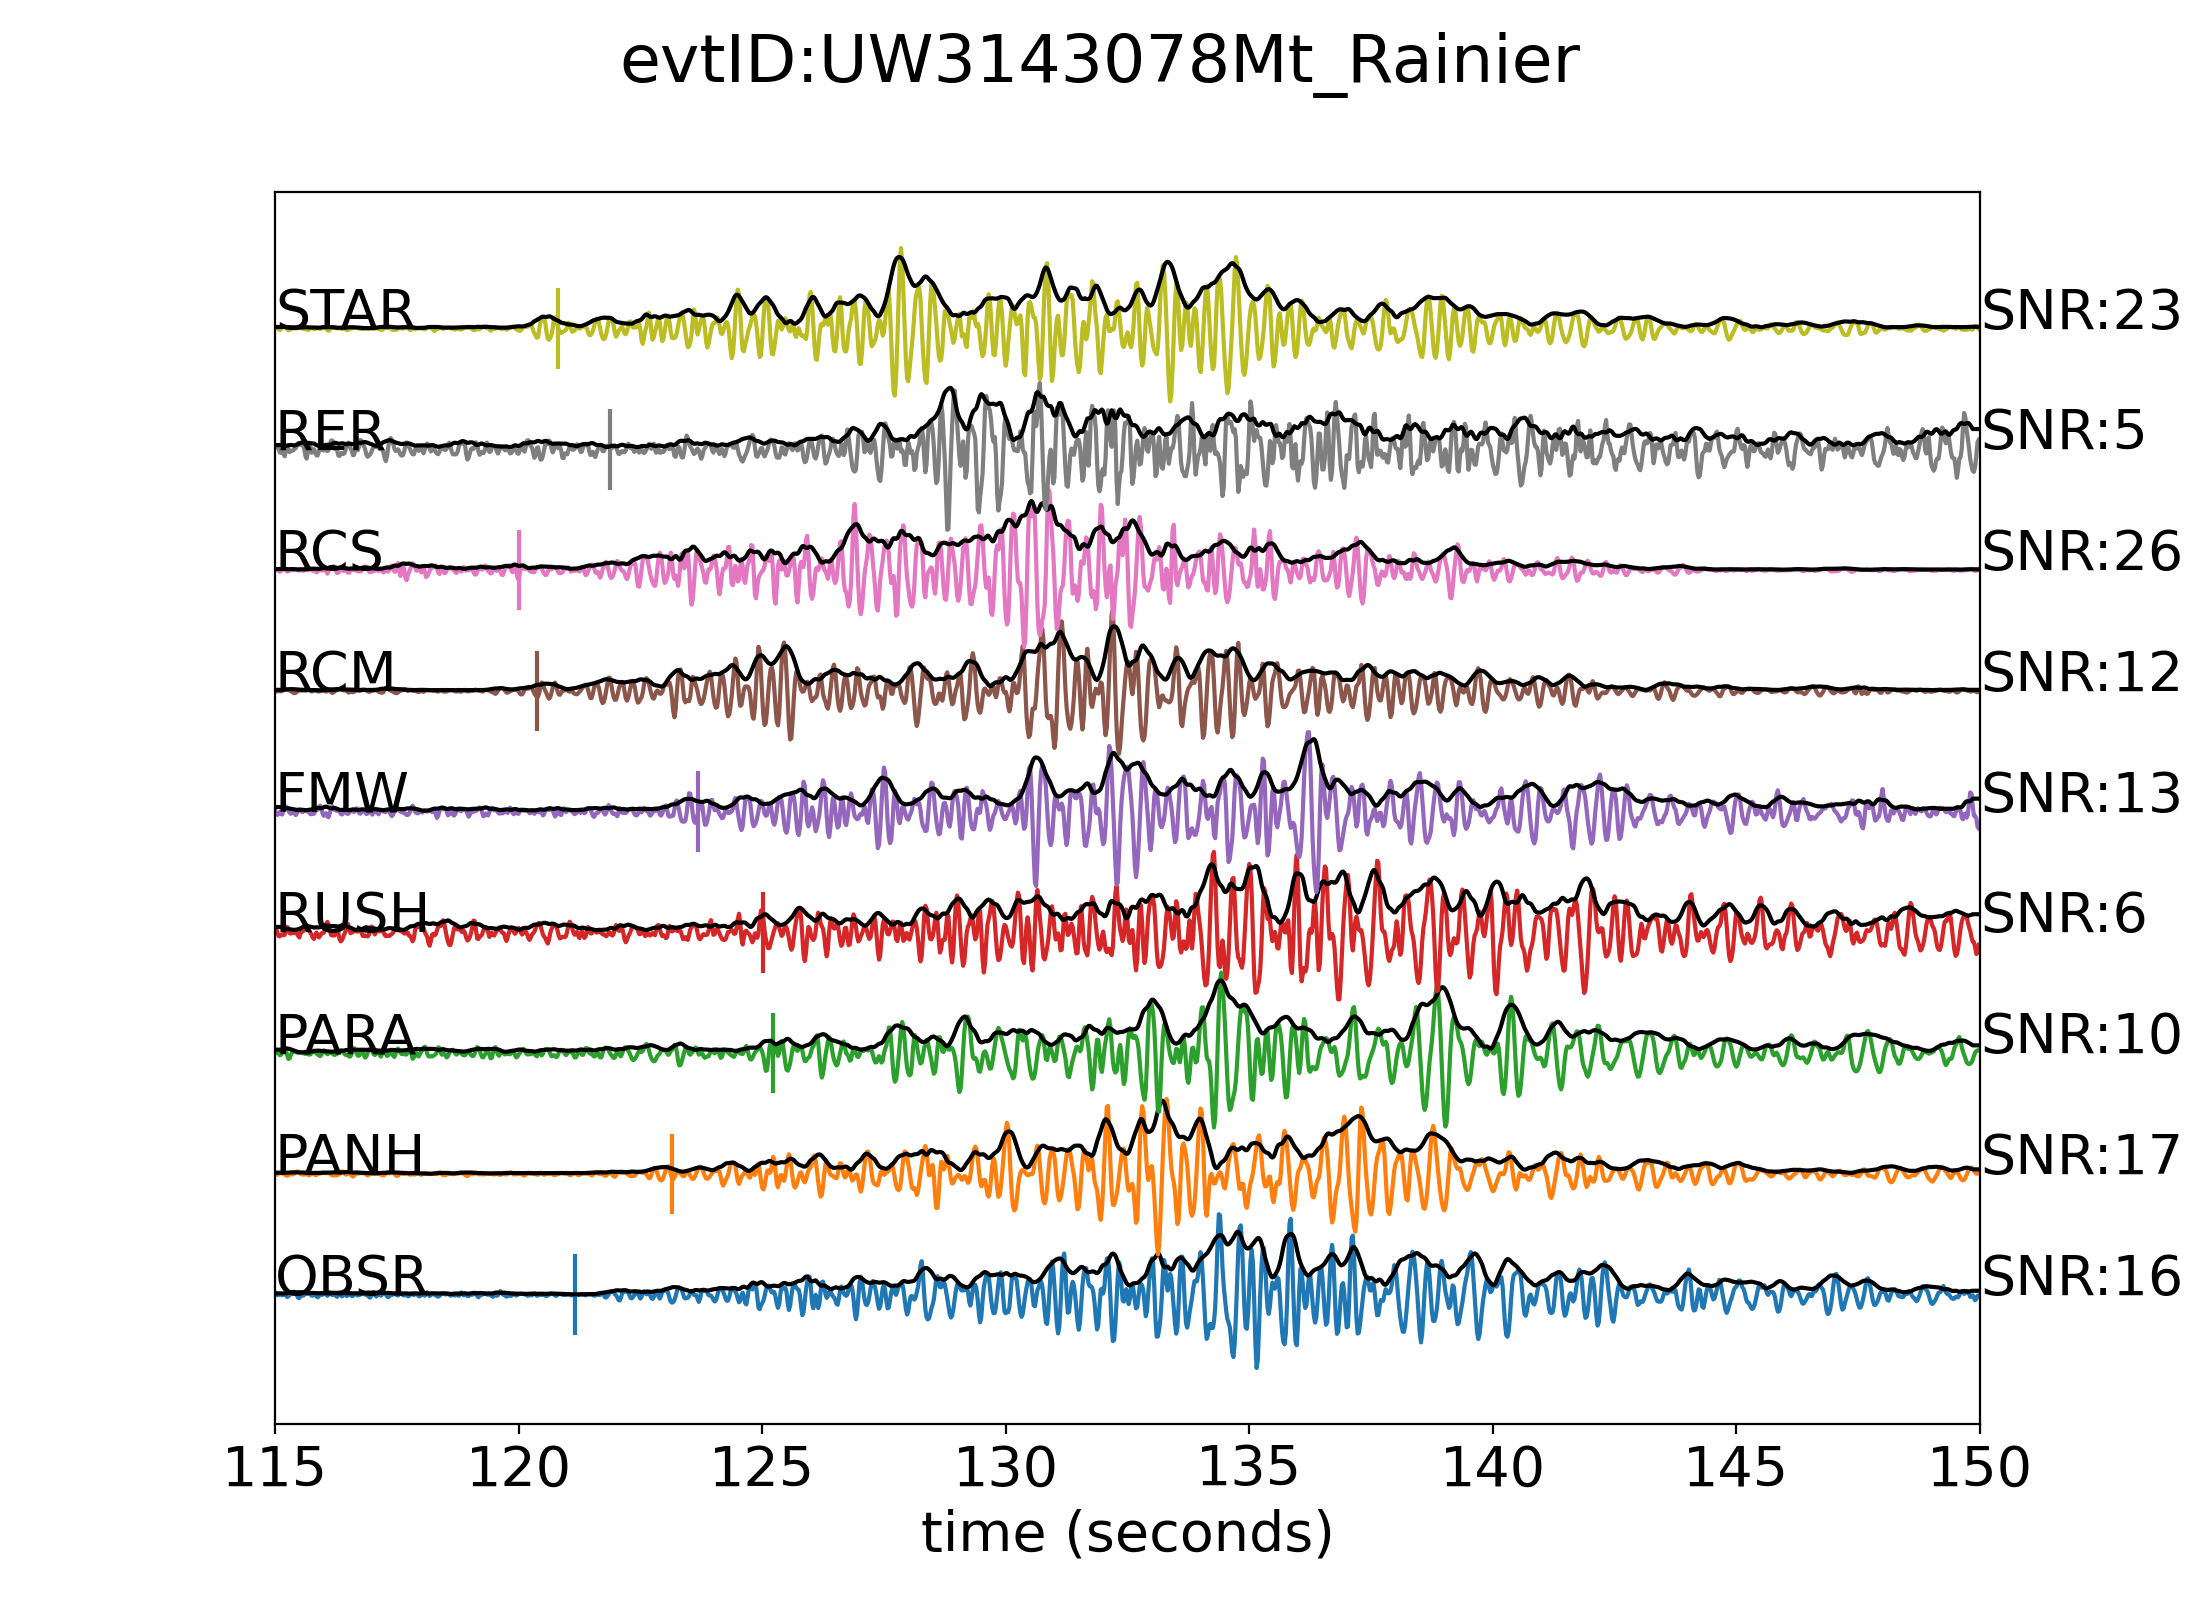 evtID:UW3143078Mt_Rainier
STAR SNR:23
RER SNR:5
RCS SNR:26
RCM SNR:12
FMW SNR:13
RUSH SNR:6
PARA SNR:10
PANH SNR:17
OBSR SNR:16
115 120 125 130 135 140 145 150
time (seconds)